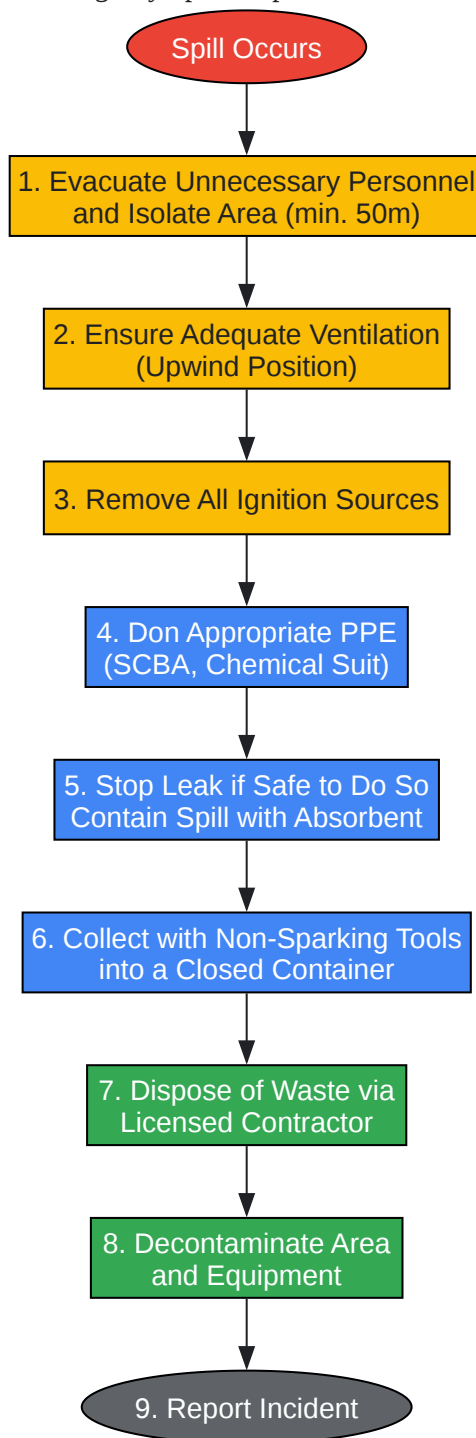 Spill Occurs
1. Evacuate Unnecessary Personnel
and Isolate Area (min. 50m)
2. Ensure Adequate Ventilation
(Upwind Position)
3. Remove All Ignition Sources
4. Don Appropriate PPE
(SCBA, Chemical Suit)
5. Stop Leak if Safe to Do So
Contain Spill with Absorbent
6. Collect with Non-Sparking Tools
into a Closed Container
7. Dispose of Waste via
Licensed Contractor
8. Decontaminate Area
and Equipment
9. Report Incident